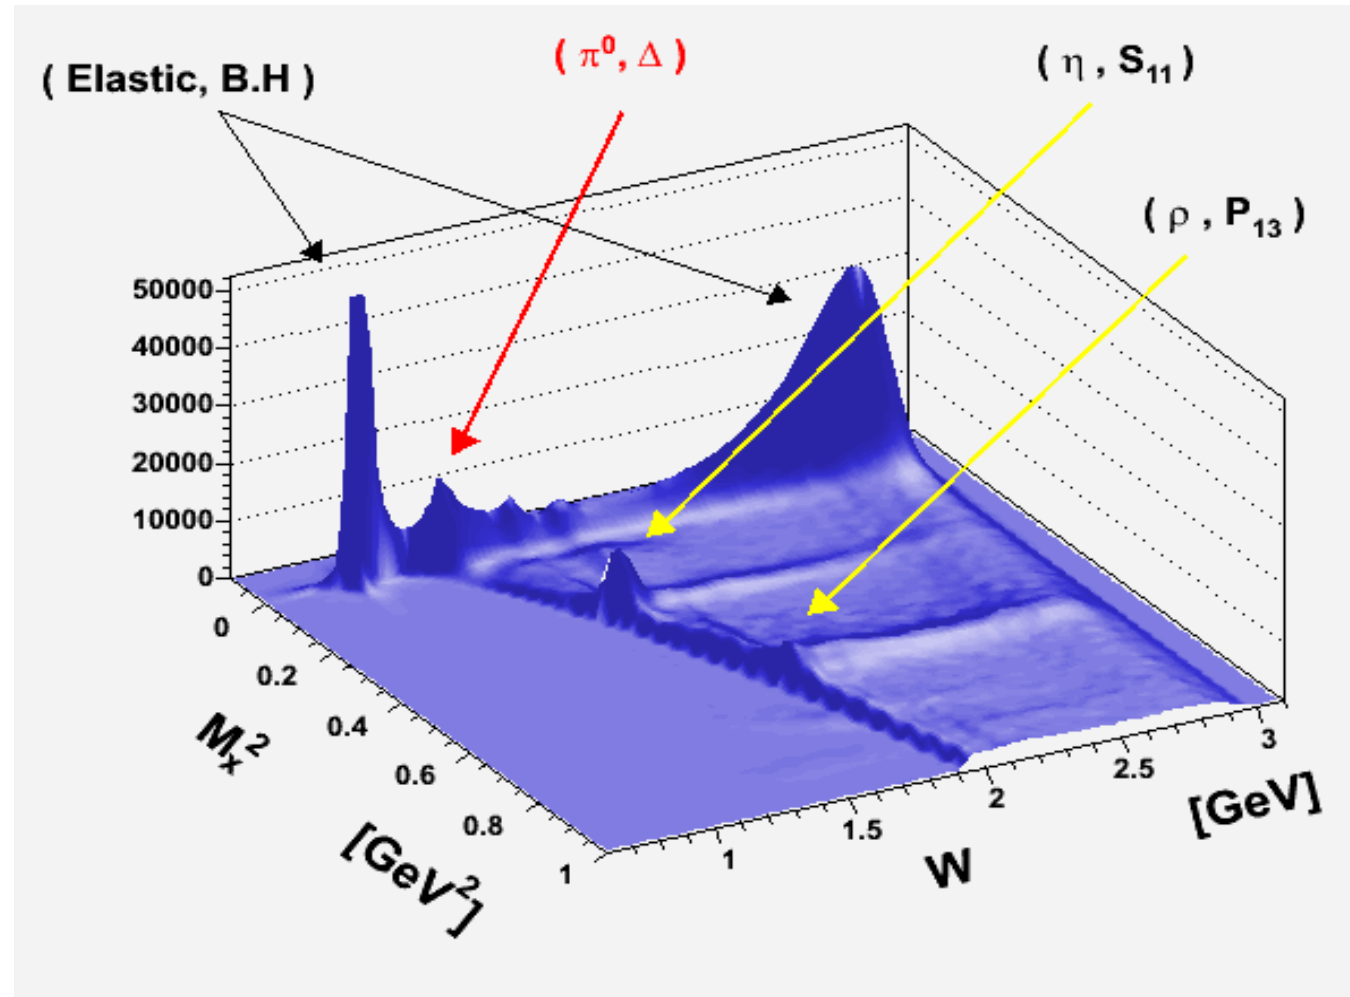 ( π⁰, Δ )
( η , S₁₁ )
( Elastic, B.H )
( ρ , P₁₃ )
50000
40000
30000
20000
10000
0
0
0.2
0.4
0.6
0.8
1
Mₓ²
[GeV²]
1
1.5
2
2.5
3
W
[GeV]